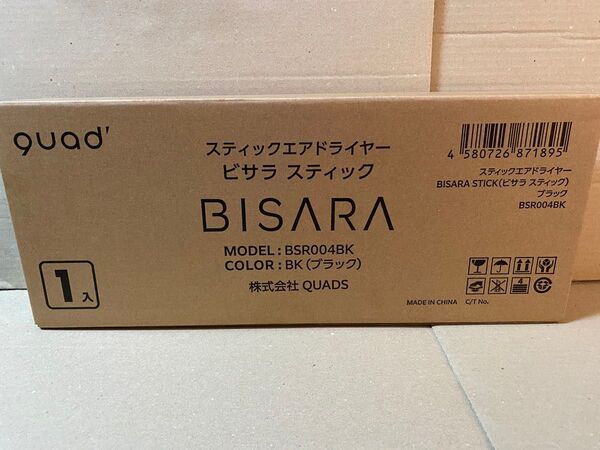 quad'
スティックエアドライヤー
ビサラ スティック
BISARA
MODEL : BSR004BK
COLOR : BK (ブラック)
株式会社 QUADS
1入
4 580726 871895
スティックエアドライヤー
BISARA STICK(ビサラ スティック)
ブラック
BSR004BK
4
MADE IN CHINA C/T No.